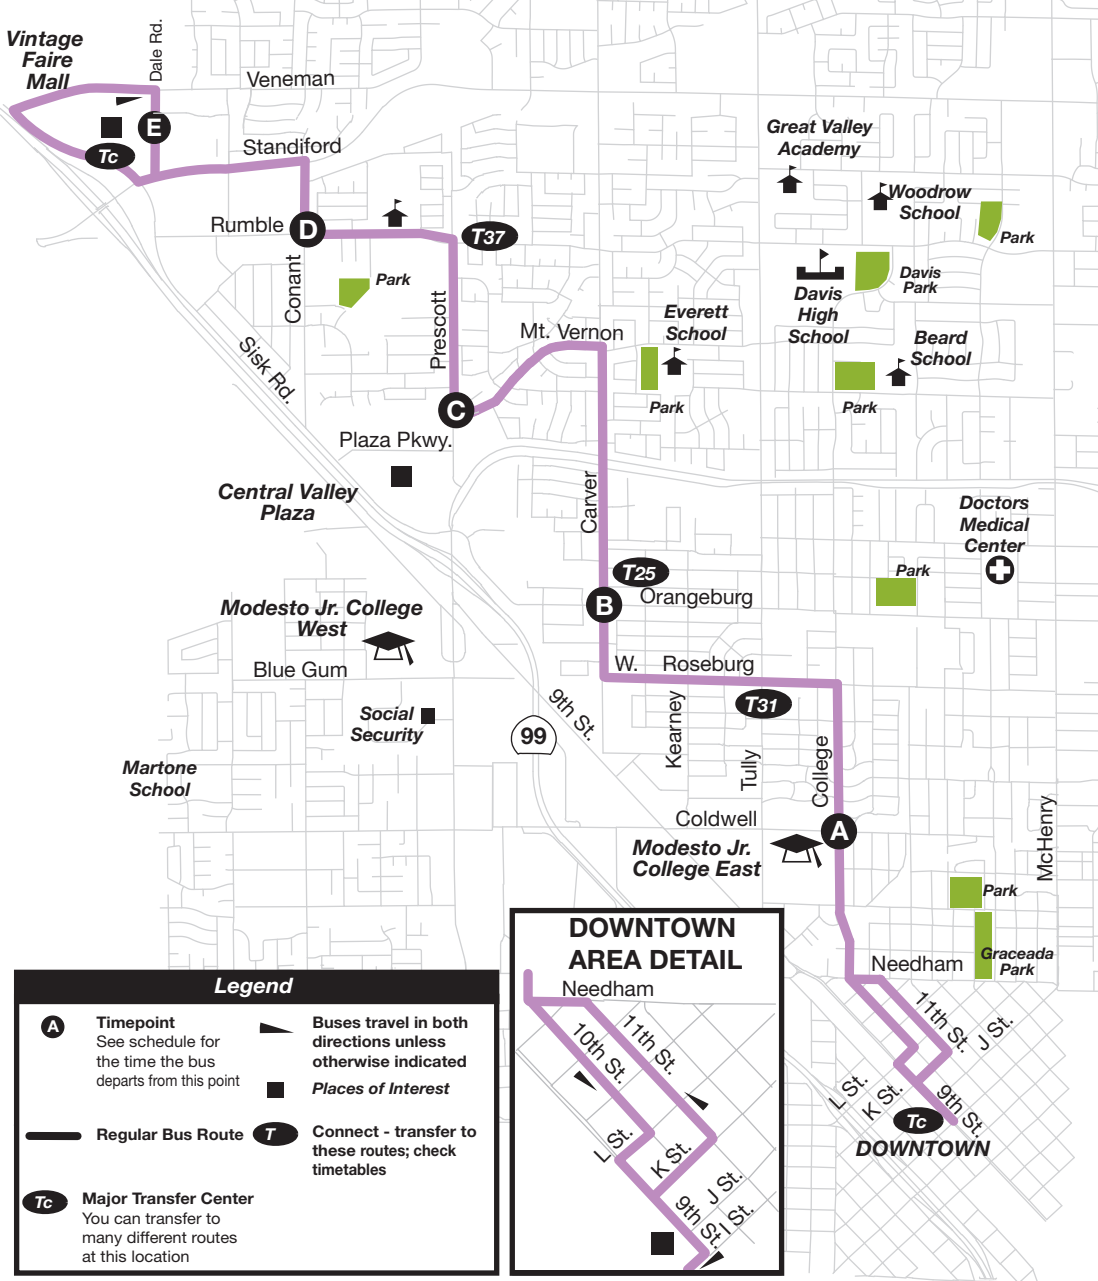 Vintage
Faire
Mall
Dale Rd.
Veneman
E
Tc
Standiford
Great Valley
Academy
Woodrow
School
Park
Rumble
D
T37
Conant
Park
Prescott
Davis
Park
Davis
High
School
Everett
School
Mt. Vernon
Beard
School
Sisk Rd.
C
Park
Park
Plaza Pkwy.
Central Valley
Plaza
Carver
Doctors
Medical
Center
Park
T25
B
Orangeburg
Modesto Jr. College
West
Blue Gum
W. Roseburg
T31
Kearney
9th St.
Social
Security
99
Tully
College
Martone
School
Coldwell
A
Modesto Jr.
College East
McHenry
Park
Graceada
Park
Needham
11th St.
J St.
L St.
K St.
9th St.
Tc
DOWNTOWN
DOWNTOWN
AREA DETAIL
Needham
10th St.
11th St.
L St.
K St.
J St.
9th St.
I St.
Legend
A
Timepoint
See schedule for
the time the bus
departs from this point
Buses travel in both
directions unless
otherwise indicated
Places of Interest
Regular Bus Route
T
Connect - transfer to
these routes; check
timetables
Tc
Major Transfer Center
You can transfer to
many different routes
at this location